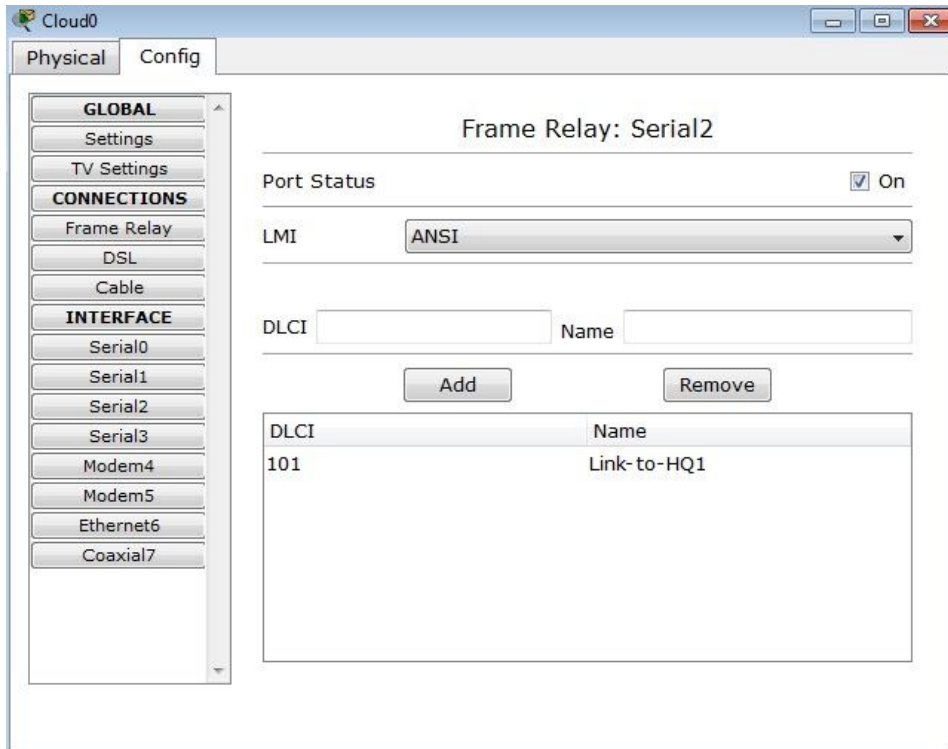 Cloud0
Physical Config
GLOBAL
Settings
TV Settings
CONNECTIONS
Frame Relay
DSL
Cable
INTERFACE
Serial0
Serial1
Serial2
Serial3
Modem4
Modem5
Ethernet6
Coaxial7
Frame Relay: Serial2
Port Status On
LMI ANSI
DLCI Name
Add Remove
DLCI Name
101 Link-to-HQ1